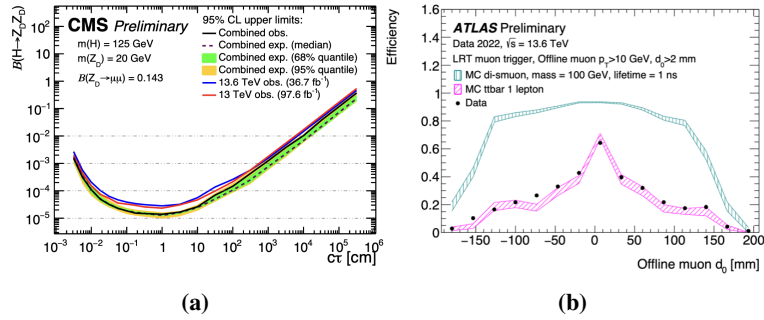 CMS Preliminary
m(H) = 125 GeV
m(Z_D) = 20 GeV
B(Z_D→μμ) = 0.143
95% CL upper limits:
Combined obs.
Combined exp. (median)
Combined exp. (68% quantile)
Combined exp. (95% quantile)
13.6 TeV obs. (36.7 fb⁻¹)
13 TeV obs. (97.6 fb⁻¹)
B(H→Z_D Z_D)
10²
10
1
10⁻¹
10⁻²
10⁻³
10⁻⁴
10⁻⁵
10⁻³ 10⁻² 10⁻¹ 1 10 10² 10³ 10⁴ 10⁵ 10⁶
cτ [cm]
(a)
Efficiency
1.6
1.4
1.2
1
0.8
0.6
0.4
0.2
0
ATLAS Preliminary
Data 2022, √s = 13.6 TeV
LRT muon trigger, Offline muon p_T>10 GeV, d₀>2 mm
MC di-smuon, mass = 100 GeV, lifetime = 1 ns
MC ttbar 1 lepton
Data
−150 −100 −50 0 50 100 150 200
Offline muon d₀ [mm]
(b)